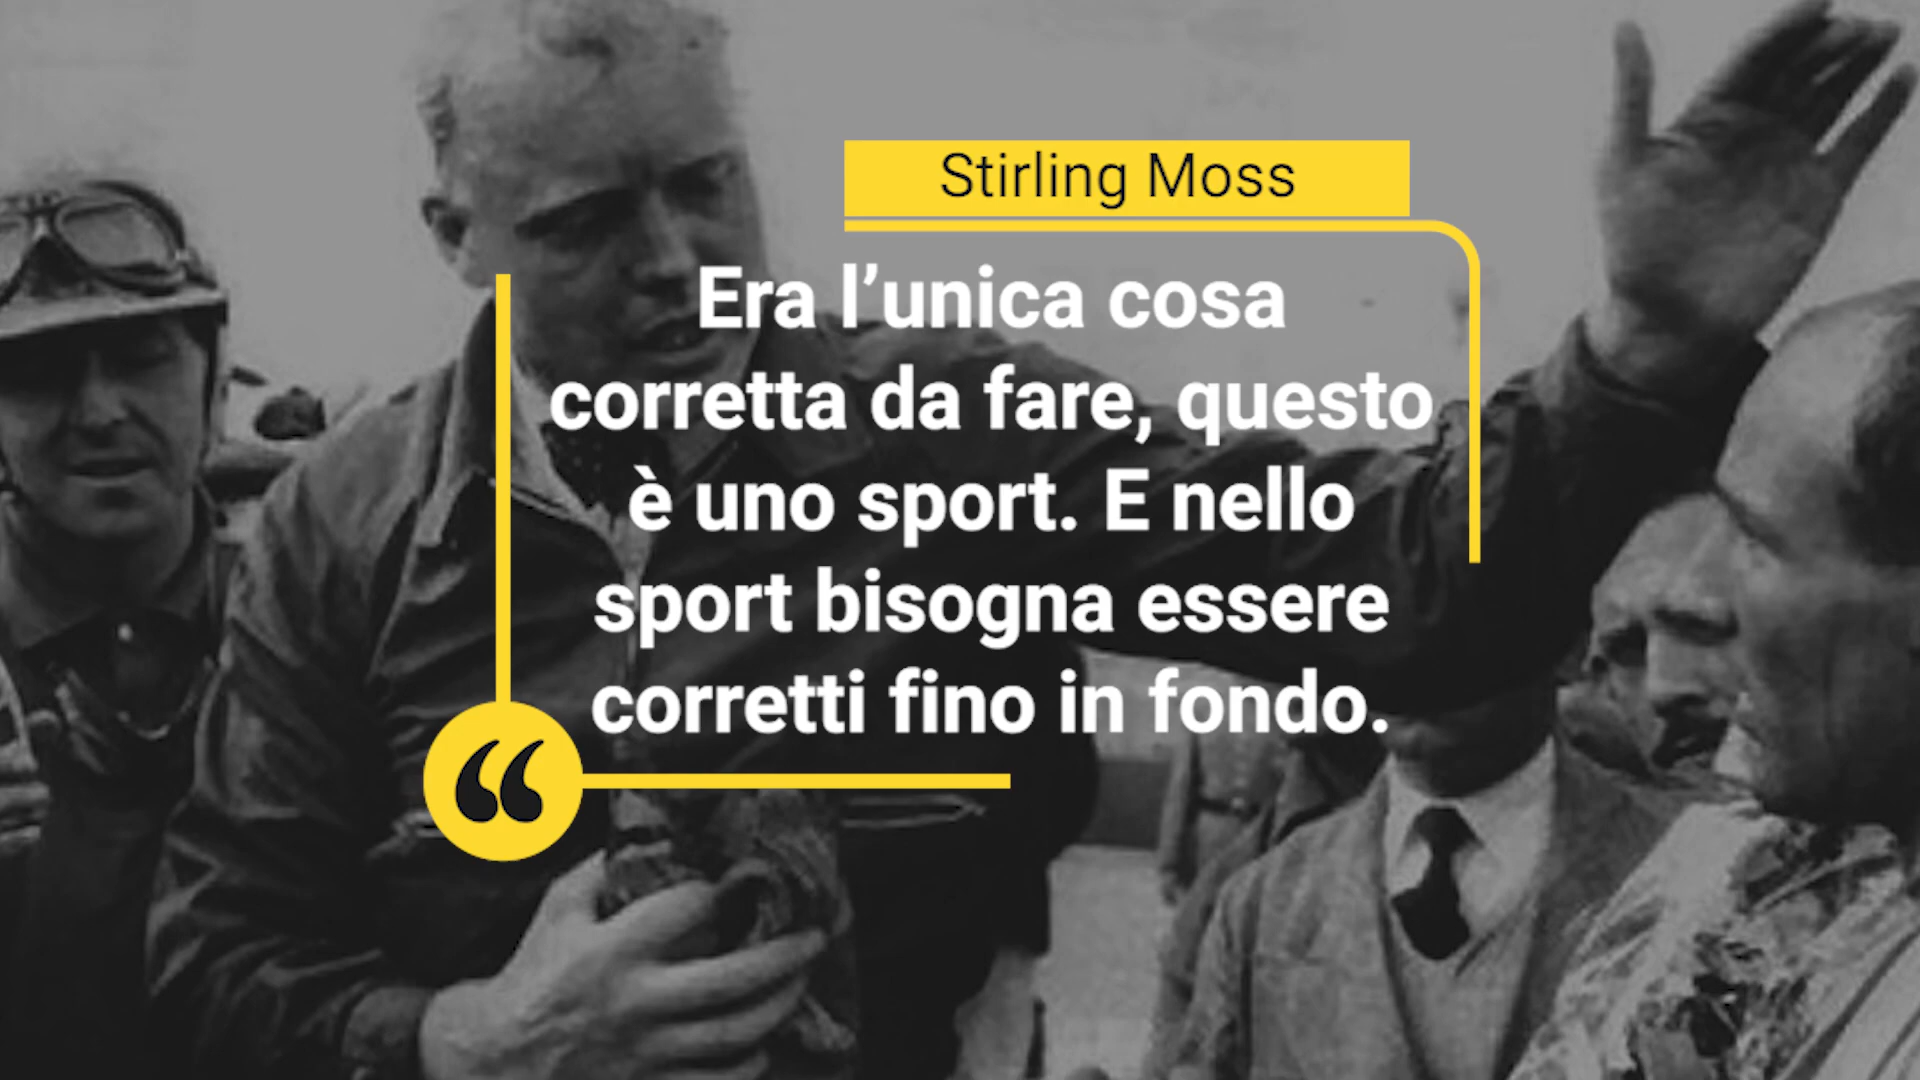 Stirling Moss
Era l’unica cosa
corretta da fare, questo
è uno sport. E nello
sport bisogna essere
corretti fino in fondo.
“